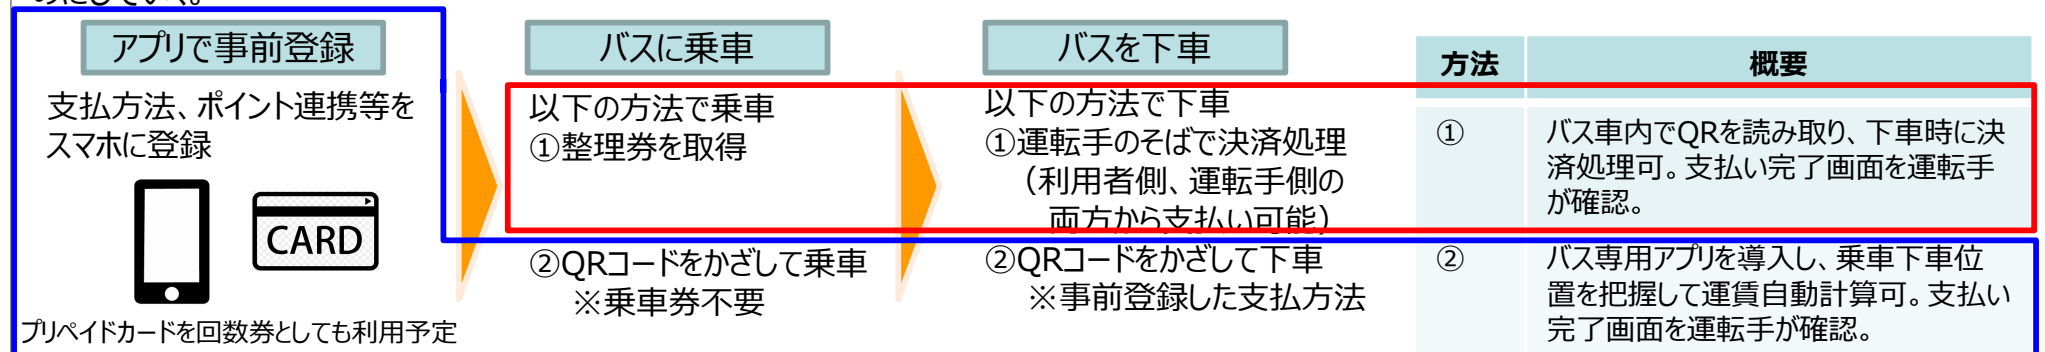 のにしていく。
アプリで事前登録
支払方法、ポイント連携等を
スマホに登録
CARD
プリペイドカードを回数券としても利用予定
バスに乗車
以下の方法で乗車
①整理券を取得
②QRコードをかざして乗車
※乗車券不要
バスを下車
以下の方法で下車
①運転手のそばで決済処理
（利用者側、運転手側の
両方から支払い可能）
②QRコードをかざして下車
※事前登録した支払方法
方法 概要
① バス車内でQRを読み取り、下車時に決
済処理可。支払い完了画面を運転手
が確認。
② バス専用アプリを導入し、乗車下車位
置を把握して運賃自動計算可。支払い
完了画面を運転手が確認。